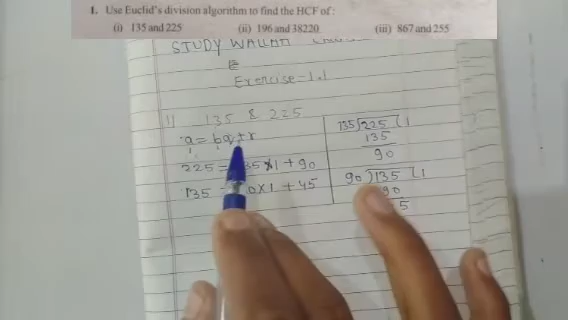 1. Use Euclid's division algorithm to find the HCF of:
(i) 135 and 225 (ii) 196 and 38220 (iii) 867 and 255
STUDY WALLAH
E
Exercise - 1.1
1) 135 & 225
a = bq + r
135)225(1
135
90
225 = 135 × 1 + 90
135 = 90 × 1 + 45
90)135(1
90
5